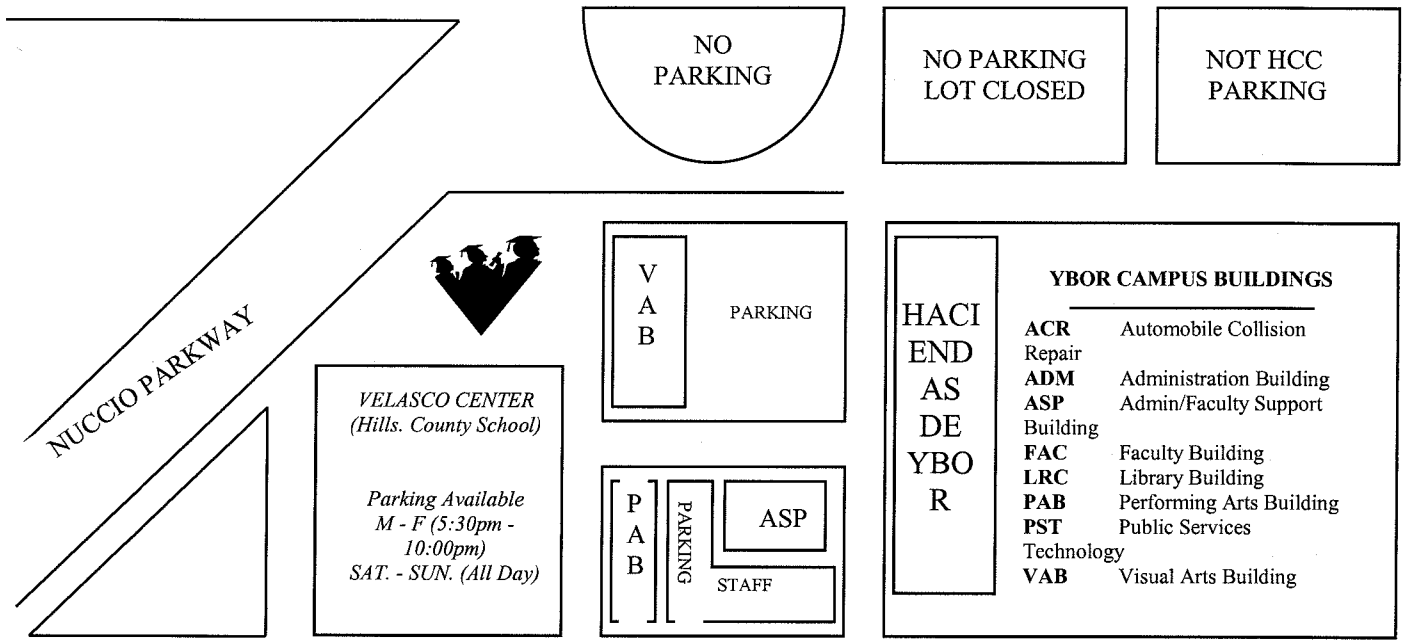 NO
PARKING
NO PARKING
LOT CLOSED
NOT HCC
PARKING
NUCCIO PARKWAY
VELASCO CENTER
(Hills. County School)
Parking Available
M - F (5:30pm -
10:00pm)
SAT. - SUN. (All Day)
V
A
B
PARKING
P
A
B
PARKING
STAFF
ASP
HACI
END
AS
DE
YBO
R
YBOR CAMPUS BUILDINGS
ACR Automobile Collision
Repair
ADM Administration Building
ASP Admin/Faculty Support
Building
FAC Faculty Building
LRC Library Building
PAB Performing Arts Building
PST Public Services
Technology
VAB Visual Arts Building